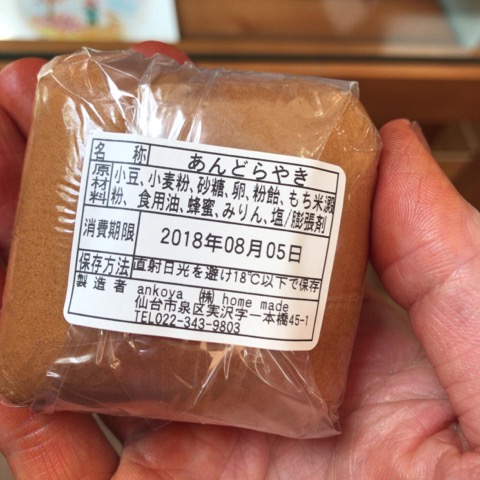 名称 あんどらやき
原材料 小豆、小麦粉、砂糖、卵、粉飴、もち米澱
粉、食用油、蜂蜜、みりん、塩/膨張剤
消費期限 2018年08月05日
保存方法 直射日光を避け18℃以下で保存
製造者 ankoya ㈱ home made
仙台市泉区実沢字一本橋45-1
TEL022-343-9803